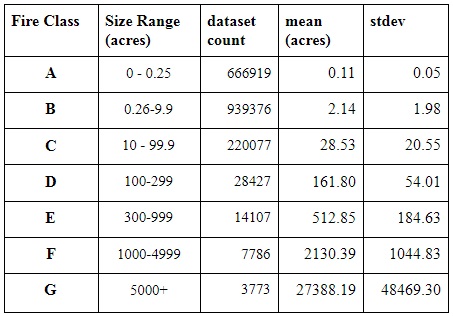 Fire Class Size Range (acres) dataset count mean (acres) stdev
A 0 - 0.25 666919 0.11 0.05
B 0.26-9.9 939376 2.14 1.98
C 10 - 99.9 220077 28.53 20.55
D 100-299 28427 161.80 54.01
E 300-999 14107 512.85 184.63
F 1000-4999 7786 2130.39 1044.83
G 5000+ 3773 27388.19 48469.30